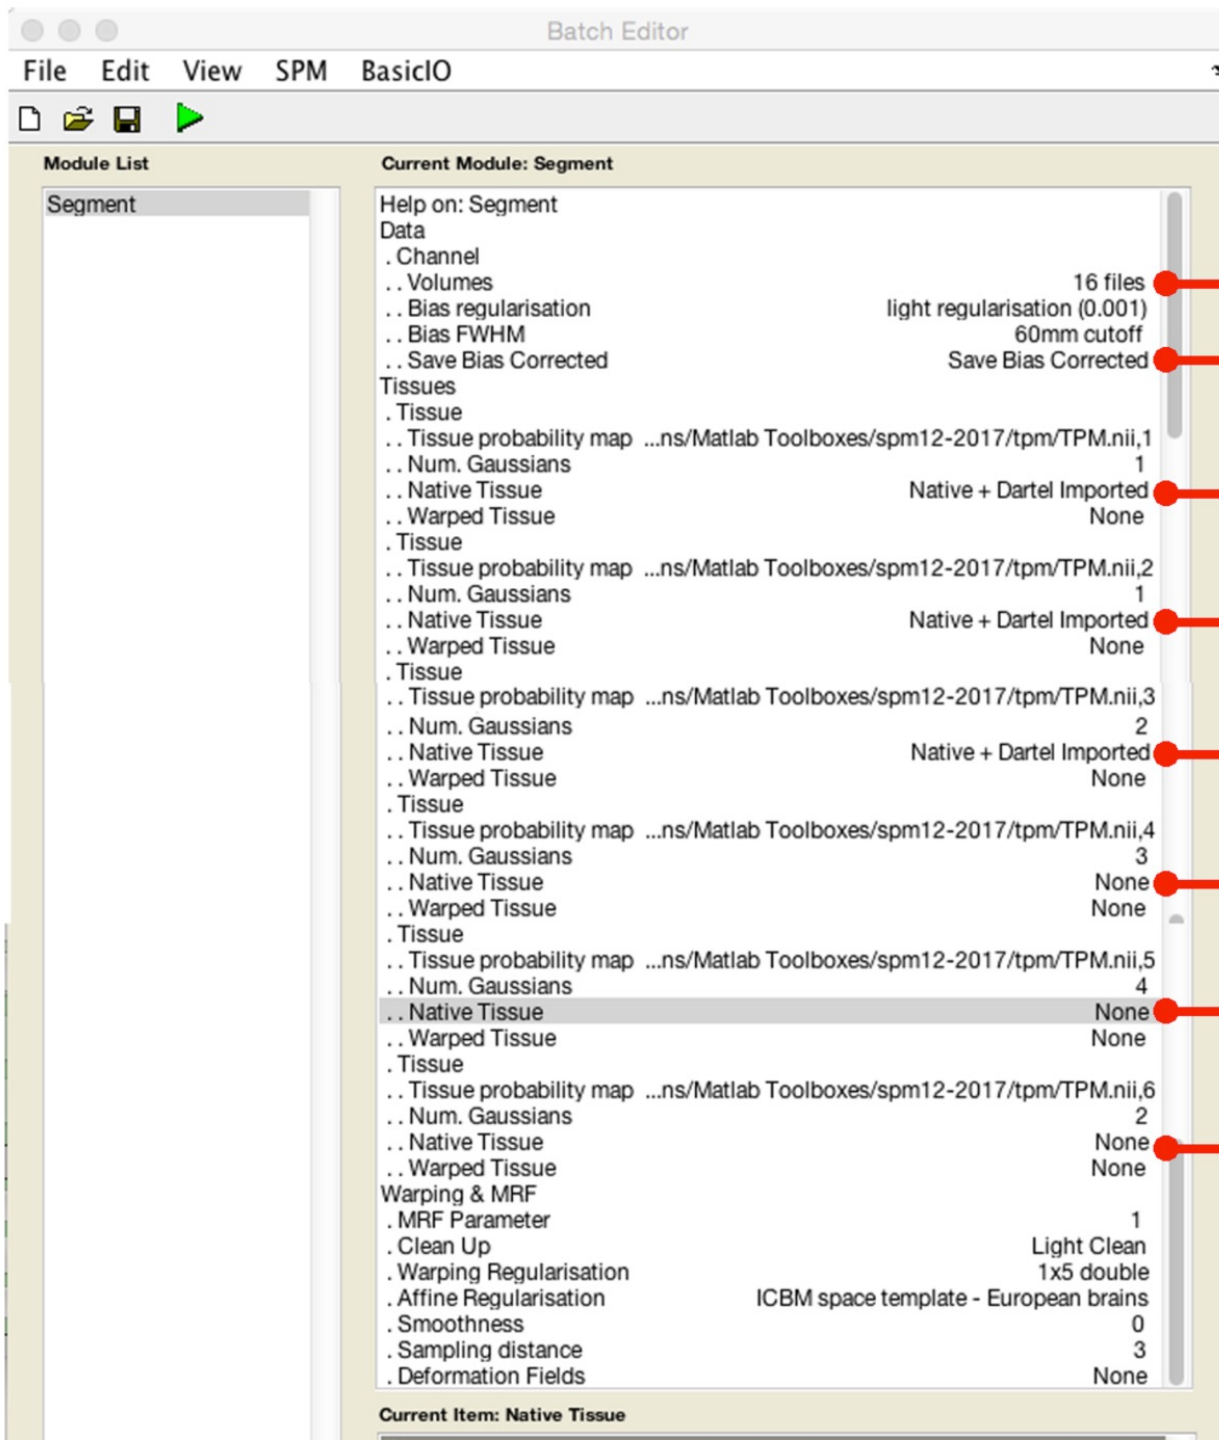 Batch Editor
File Edit View SPM BasicIO
Module List
Segment
Current Module: Segment
Help on: Segment
Data
. Channel
. . Volumes 16 files
. . Bias regularisation light regularisation (0.001)
. . Bias FWHM 60mm cutoff
. . Save Bias Corrected Save Bias Corrected
Tissues
. Tissue
. . Tissue probability map ...ns/Matlab Toolboxes/spm12-2017/tpm/TPM.nii,1
. . Num. Gaussians 1
. . Native Tissue Native + Dartel Imported
. . Warped Tissue None
. Tissue
. . Tissue probability map ...ns/Matlab Toolboxes/spm12-2017/tpm/TPM.nii,2
. . Num. Gaussians 1
. . Native Tissue Native + Dartel Imported
. . Warped Tissue None
. Tissue
. . Tissue probability map ...ns/Matlab Toolboxes/spm12-2017/tpm/TPM.nii,3
. . Num. Gaussians 2
. . Native Tissue Native + Dartel Imported
. . Warped Tissue None
. Tissue
. . Tissue probability map ...ns/Matlab Toolboxes/spm12-2017/tpm/TPM.nii,4
. . Num. Gaussians 3
. . Native Tissue None
. . Warped Tissue None
. Tissue
. . Tissue probability map ...ns/Matlab Toolboxes/spm12-2017/tpm/TPM.nii,5
. . Num. Gaussians 4
. . Native Tissue None
. . Warped Tissue None
. Tissue
. . Tissue probability map ...ns/Matlab Toolboxes/spm12-2017/tpm/TPM.nii,6
. . Num. Gaussians 2
. . Native Tissue None
. . Warped Tissue None
Warping & MRF
. MRF Parameter 1
. Clean Up Light Clean
. Warping Regularisation 1x5 double
. Affine Regularisation ICBM space template - European brains
. Smoothness 0
. Sampling distance 3
. Deformation Fields None
Current Item: Native Tissue